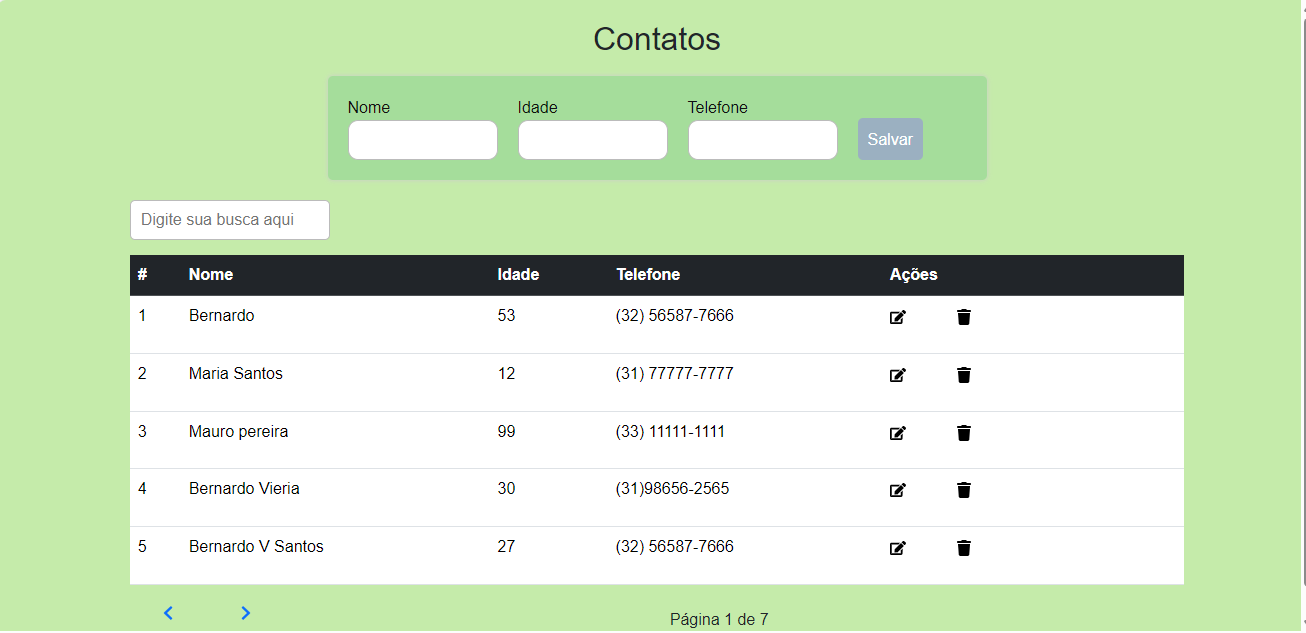 Contatos
Nome Idade Telefone
Salvar
Digite sua busca aqui
# Nome Idade Telefone Ações
1 Bernardo 53 (32) 56587-7666
2 Maria Santos 12 (31) 77777-7777
3 Mauro pereira 99 (33) 11111-1111
4 Bernardo Vieria 30 (31)98656-2565
5 Bernardo V Santos 27 (32) 56587-7666
Página 1 de 7